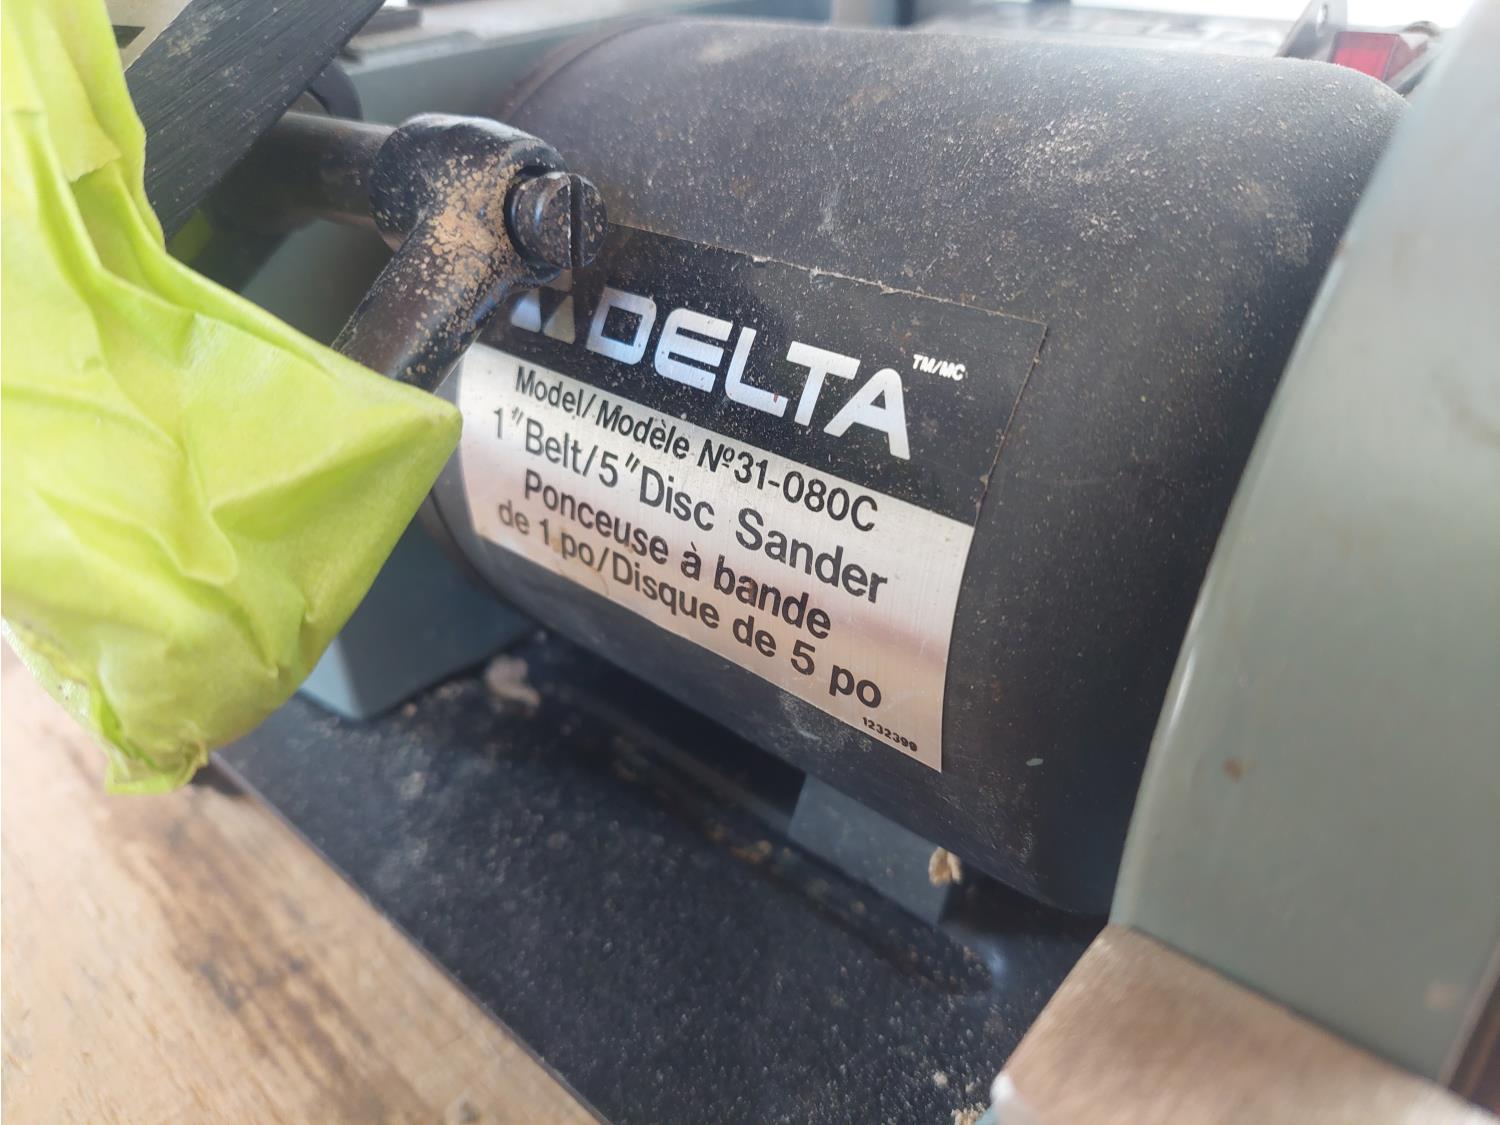 DELTA TM/MC
Model/Modèle Nº31-080C
1"Belt/5"Disc Sander
Ponceuse à bande
de 1 po/Disque de 5 po
1232399